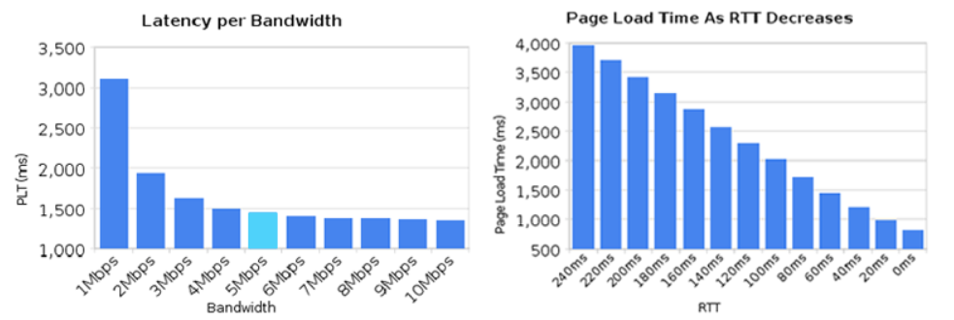 Latency per Bandwidth
PLT (ms)
3,500
3,000
2,500
2,000
1,500
1,000
1Mbps
2Mbps
3Mbps
4Mbps
5Mbps
6Mbps
7Mbps
8Mbps
9Mbps
10Mbps
Bandwidth
Page Load Time As RTT Decreases
Page Load Time (ms)
4,000
3,500
3,000
2,500
2,000
1,500
1,000
500
240ms
220ms
200ms
180ms
160ms
140ms
120ms
100ms
80ms
60ms
40ms
20ms
0ms
RTT